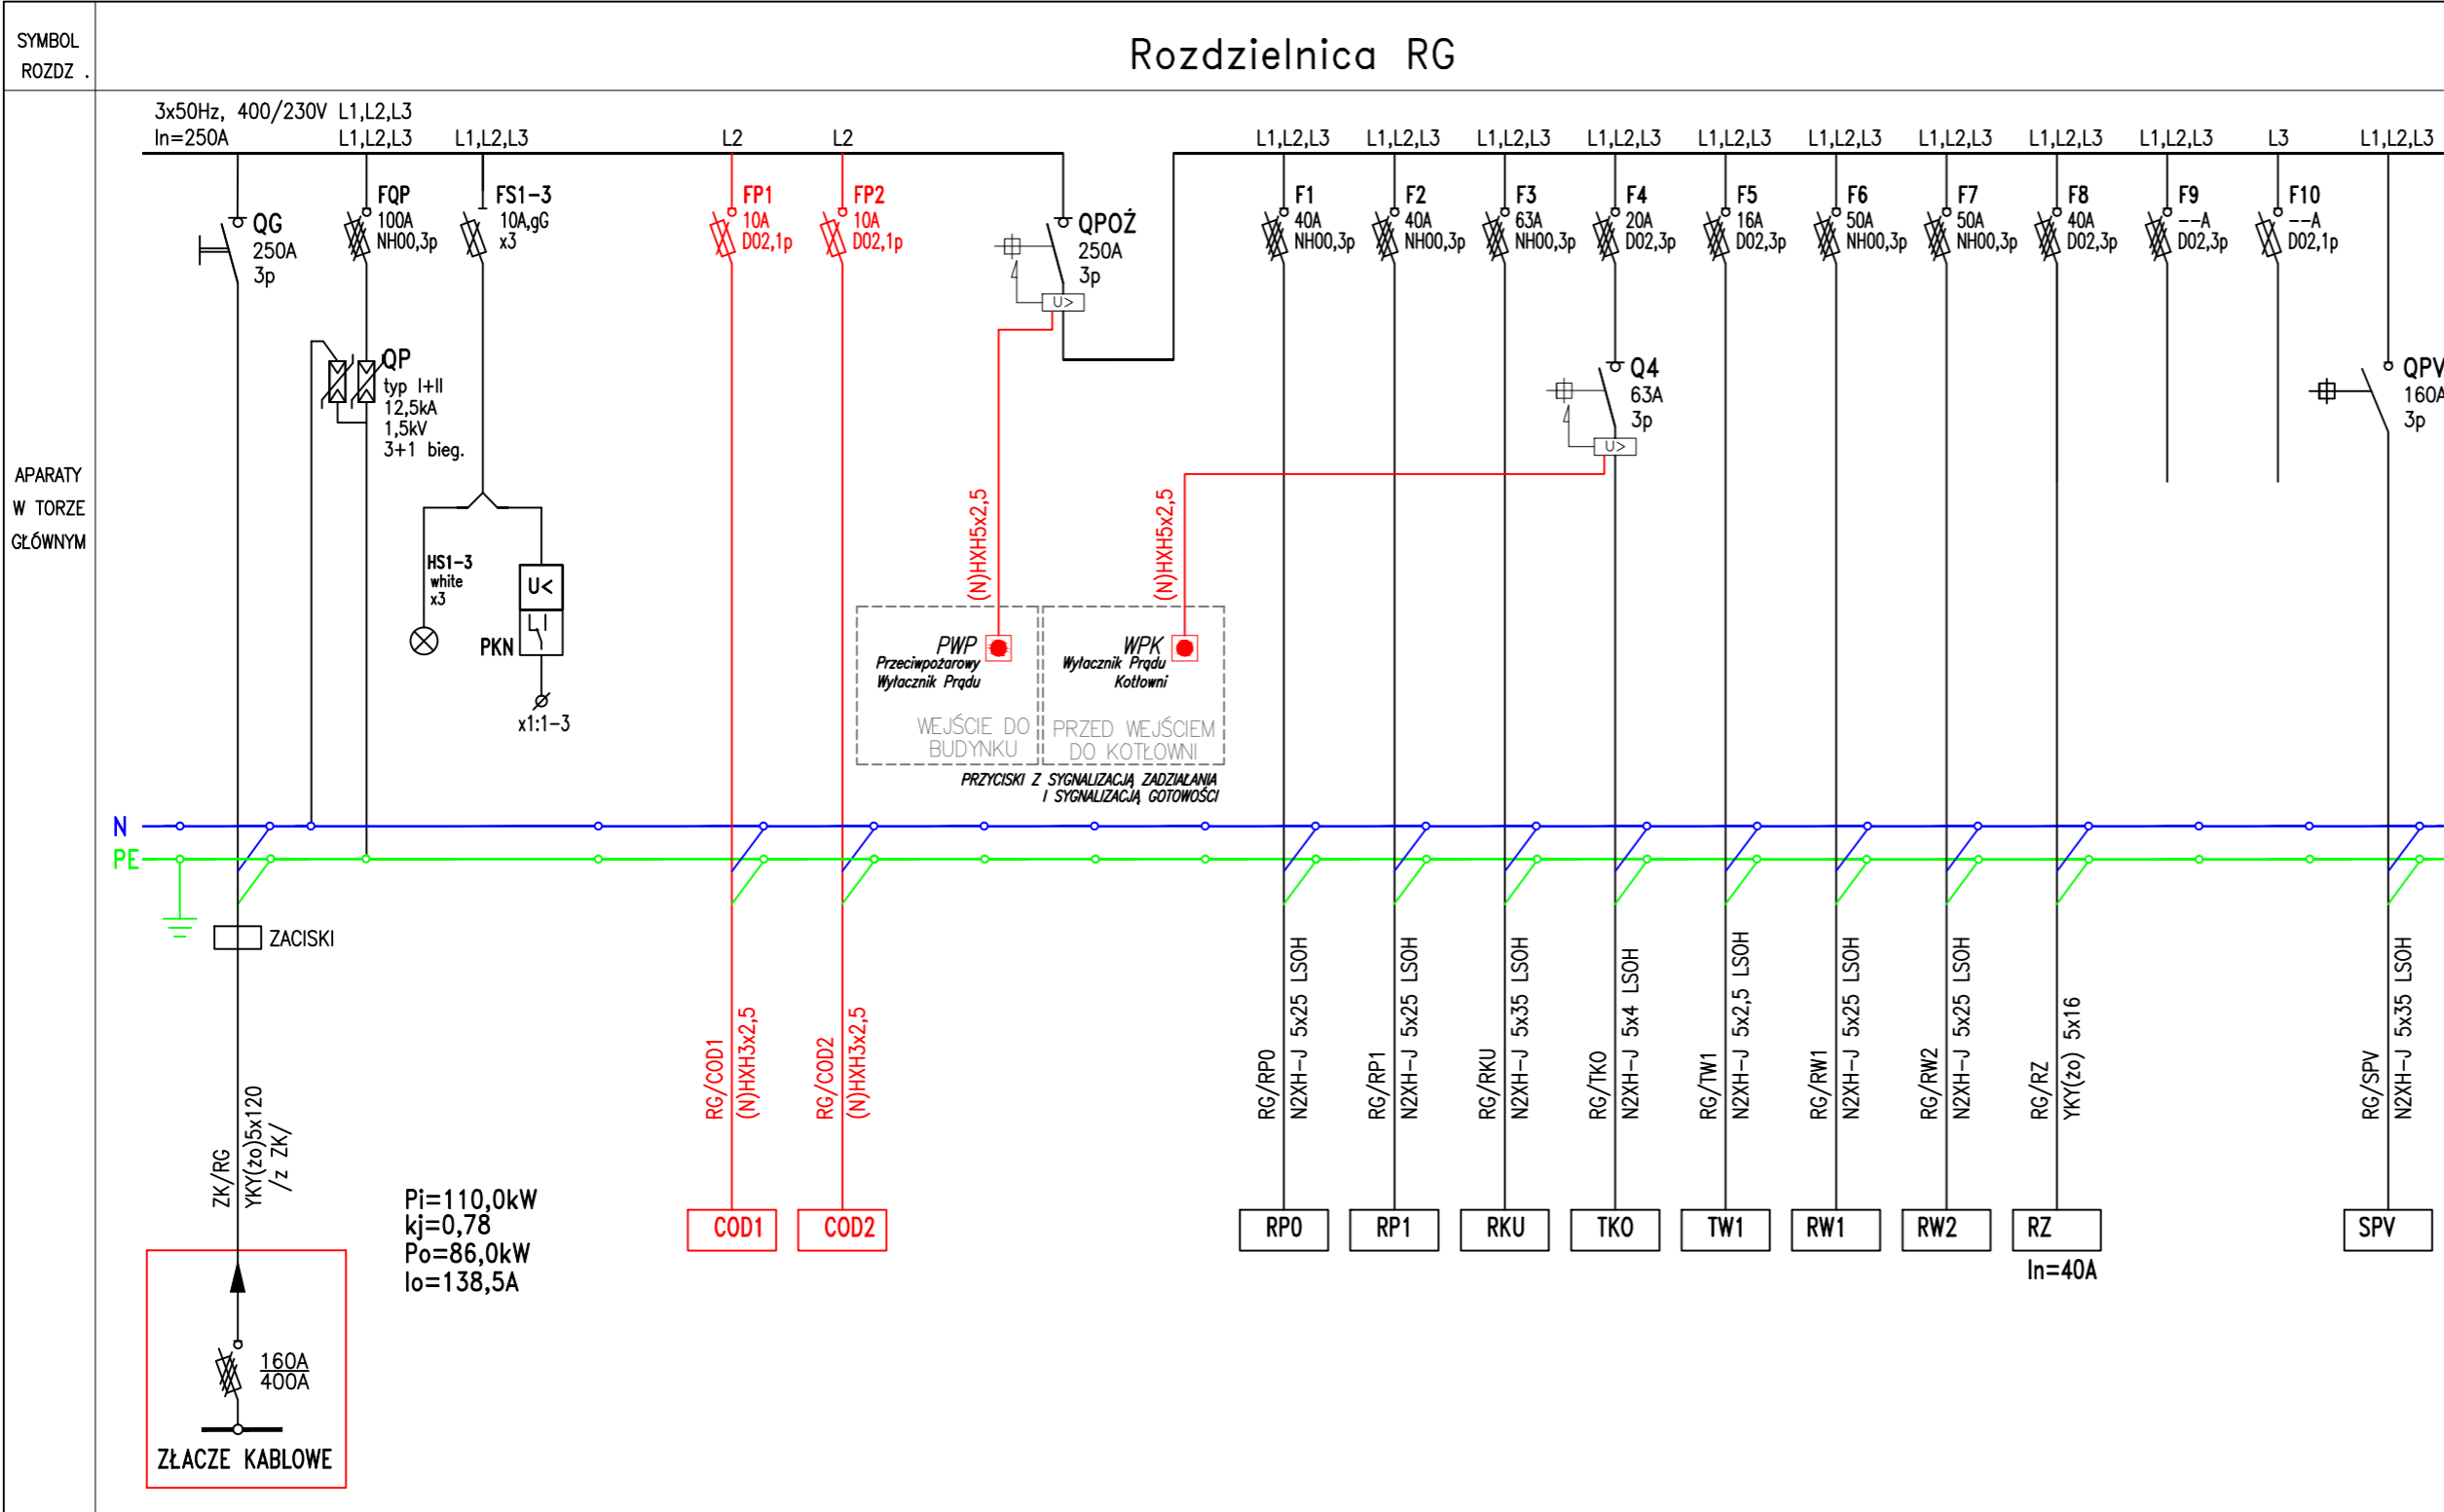 SYMBOL
ROZDZ .
Rozdzielnica RG
3x50Hz, 400/230V L1,L2,L3
In=250A
L1,L2,L3
L1,L2,L3
L2
L2
L1,L2,L3
L1,L2,L3
L1,L2,L3
L1,L2,L3
L1,L2,L3
L1,L2,L3
L1,L2,L3
L1,L2,L3
L1,L2,L3
L3
L1,L2,L3
QG
250A
3p
FQP
100A
NH00,3p
FS1-3
10A,gG
x3
FP1
10A
D02,1p
FP2
10A
D02,1p
QPOŻ
250A
3p
U>
F1
40A
NH00,3p
F2
40A
NH00,3p
F3
63A
NH00,3p
F4
20A
D02,3p
F5
16A
D02,3p
F6
50A
NH00,3p
F7
50A
NH00,3p
F8
40A
D02,3p
F9
--A
D02,3p
F10
--A
D02,1p
QP
typ I+II
12,5kA
1,5kV
3+1 bieg.
Q4
63A
3p
U>
QPV
160A
3p
APARATY
W TORZE
GŁÓWNYM
(N)HXH5x2,5
(N)HXH5x2,5
HS1-3
white
x3
U<
PKN
x1:1-3
PWP
Przeciwpożarowy
Wyłacznik Prądu
WEJŚCIE DO
BUDYNKU
WPK
Wyłacznik Prądu
Kotłowni
PRZED WEJŚCIEM
DO KOTŁOWNI
PRZYCISKI Z SYGNALIZACJĄ ZADZIAŁANIA
I SYGNALIZACJĄ GOTOWOŚCI
N
PE
ZACISKI
ZK/RG
YKY(żo)5x120
/z ZK/
RG/COD1
(N)HXH3x2,5
RG/COD2
(N)HXH3x2,5
RG/RP0
N2XH-J 5x25 LSOH
RG/RP1
N2XH-J 5x25 LSOH
RG/RKU
N2XH-J 5x35 LSOH
RG/TKO
N2XH-J 5x4 LSOH
RG/TW1
N2XH-J 5x2,5 LSOH
RG/RW1
N2XH-J 5x25 LSOH
RG/RW2
N2XH-J 5x25 LSOH
RG/RZ
YKY(żo) 5x16
RG/SPV
N2XH-J 5x35 LSOH
Pi=110,0kW
kj=0,78
Po=86,0kW
Io=138,5A
COD1
COD2
RP0
RP1
RKU
TKO
TW1
RW1
RW2
RZ
SPV
In=40A
160A
400A
ZŁACZE KABLOWE